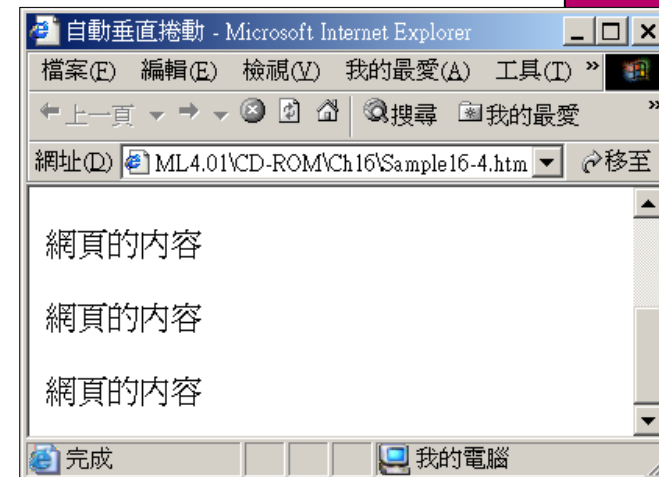 自動垂直捲動 - Microsoft Internet Explorer
檔案(F) 編輯(E) 檢視(V) 我的最愛(A) 工具(T) »
上一頁 搜尋 我的最愛 »
網址(D) ML4.01\CD-ROM\Ch16\Sample16-4.htm 移至
網頁的內容
網頁的內容
網頁的內容
完成 我的電腦